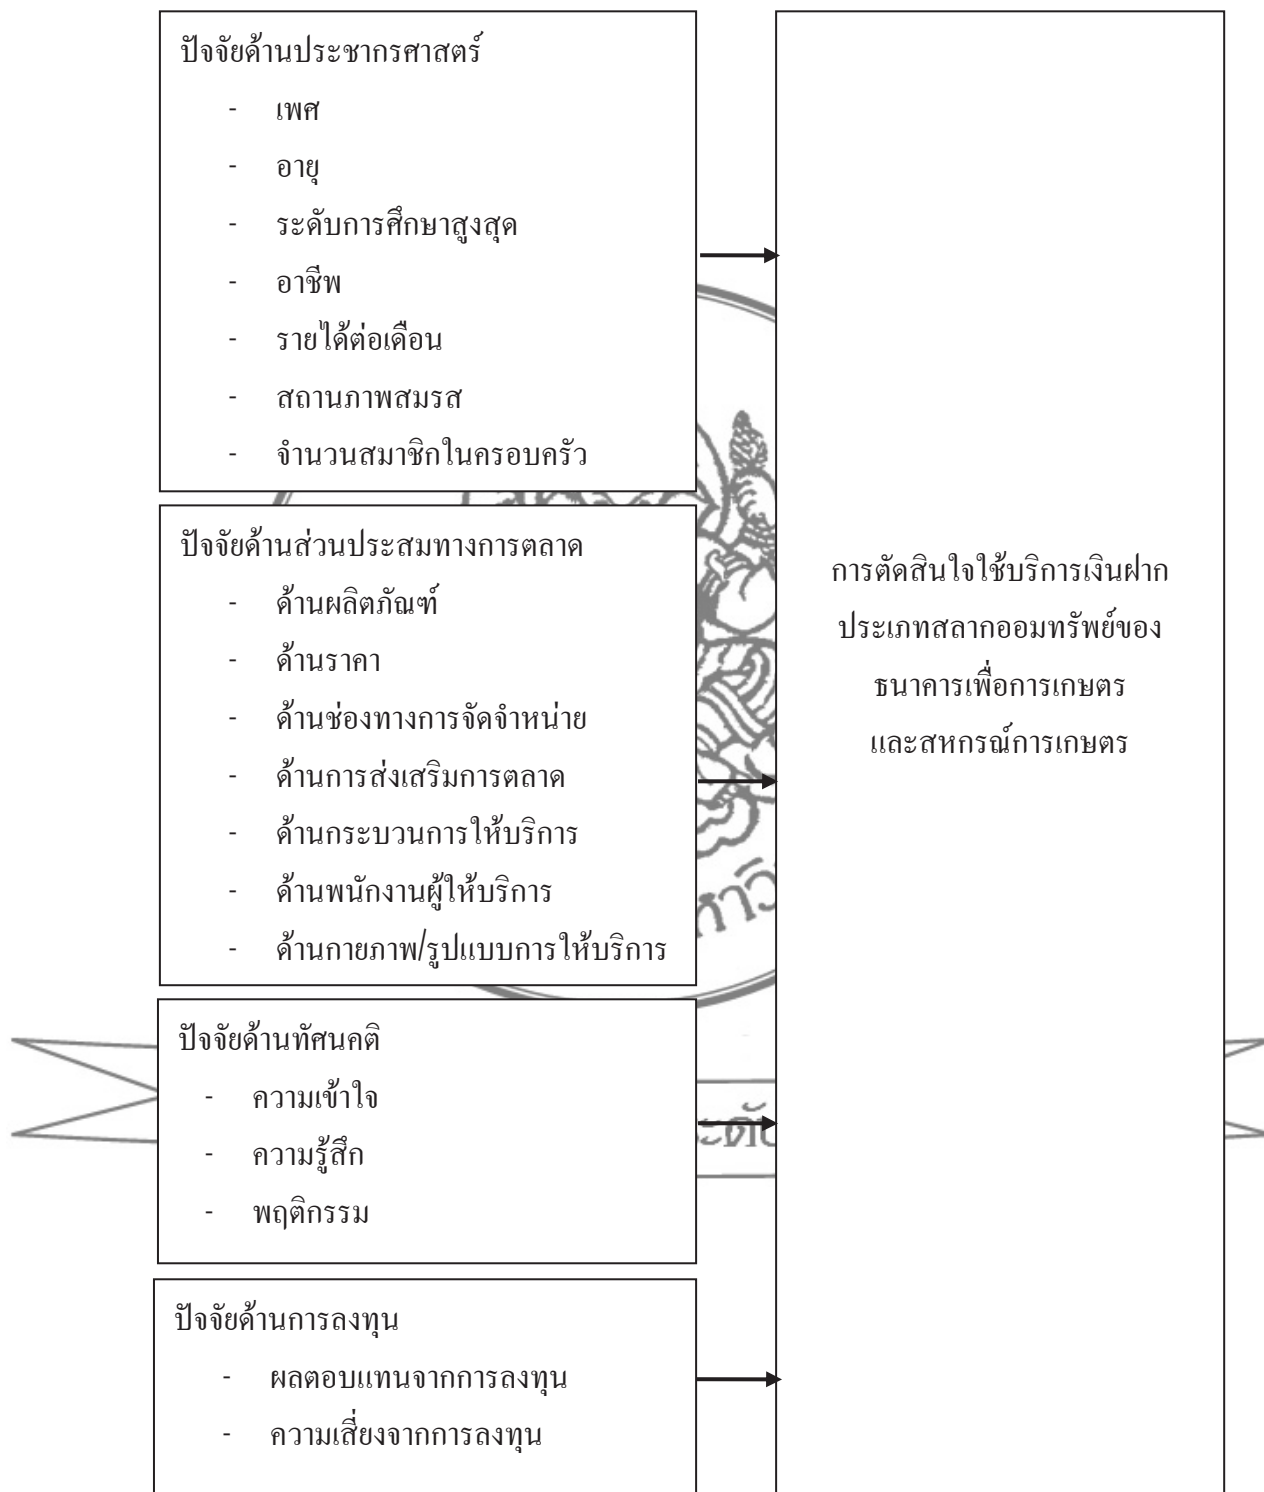 ปัจจัยด้านประชากรศาสตร์
- เพศ
- อายุ
- ระดับการศึกษาสูงสุด
- อาชีพ
- รายได้ต่อเดือน
- สถานภาพสมรส
- จำนวนสมาชิกในครอบครัว
ปัจจัยด้านส่วนประสมทางการตลาด
- ด้านผลิตภัณฑ์
- ด้านราคา
- ด้านช่องทางการจัดจำหน่าย
- ด้านการส่งเสริมการตลาด
- ด้านกระบวนการให้บริการ
- ด้านพนักงานผู้ให้บริการ
- ด้านกายภาพ/รูปแบบการให้บริการ
ปัจจัยด้านทัศนคติ
- ความเข้าใจ
- ความรู้สึก
- พฤติกรรม
ปัจจัยด้านการลงทุน
- ผลตอบแทนจากการลงทุน
- ความเสี่ยงจากการลงทุน
การตัดสินใจใช้บริการเงินฝาก
ประเภทสลากออมทรัพย์ของ
ธนาคารเพื่อการเกษตร
และสหกรณ์การเกษตร